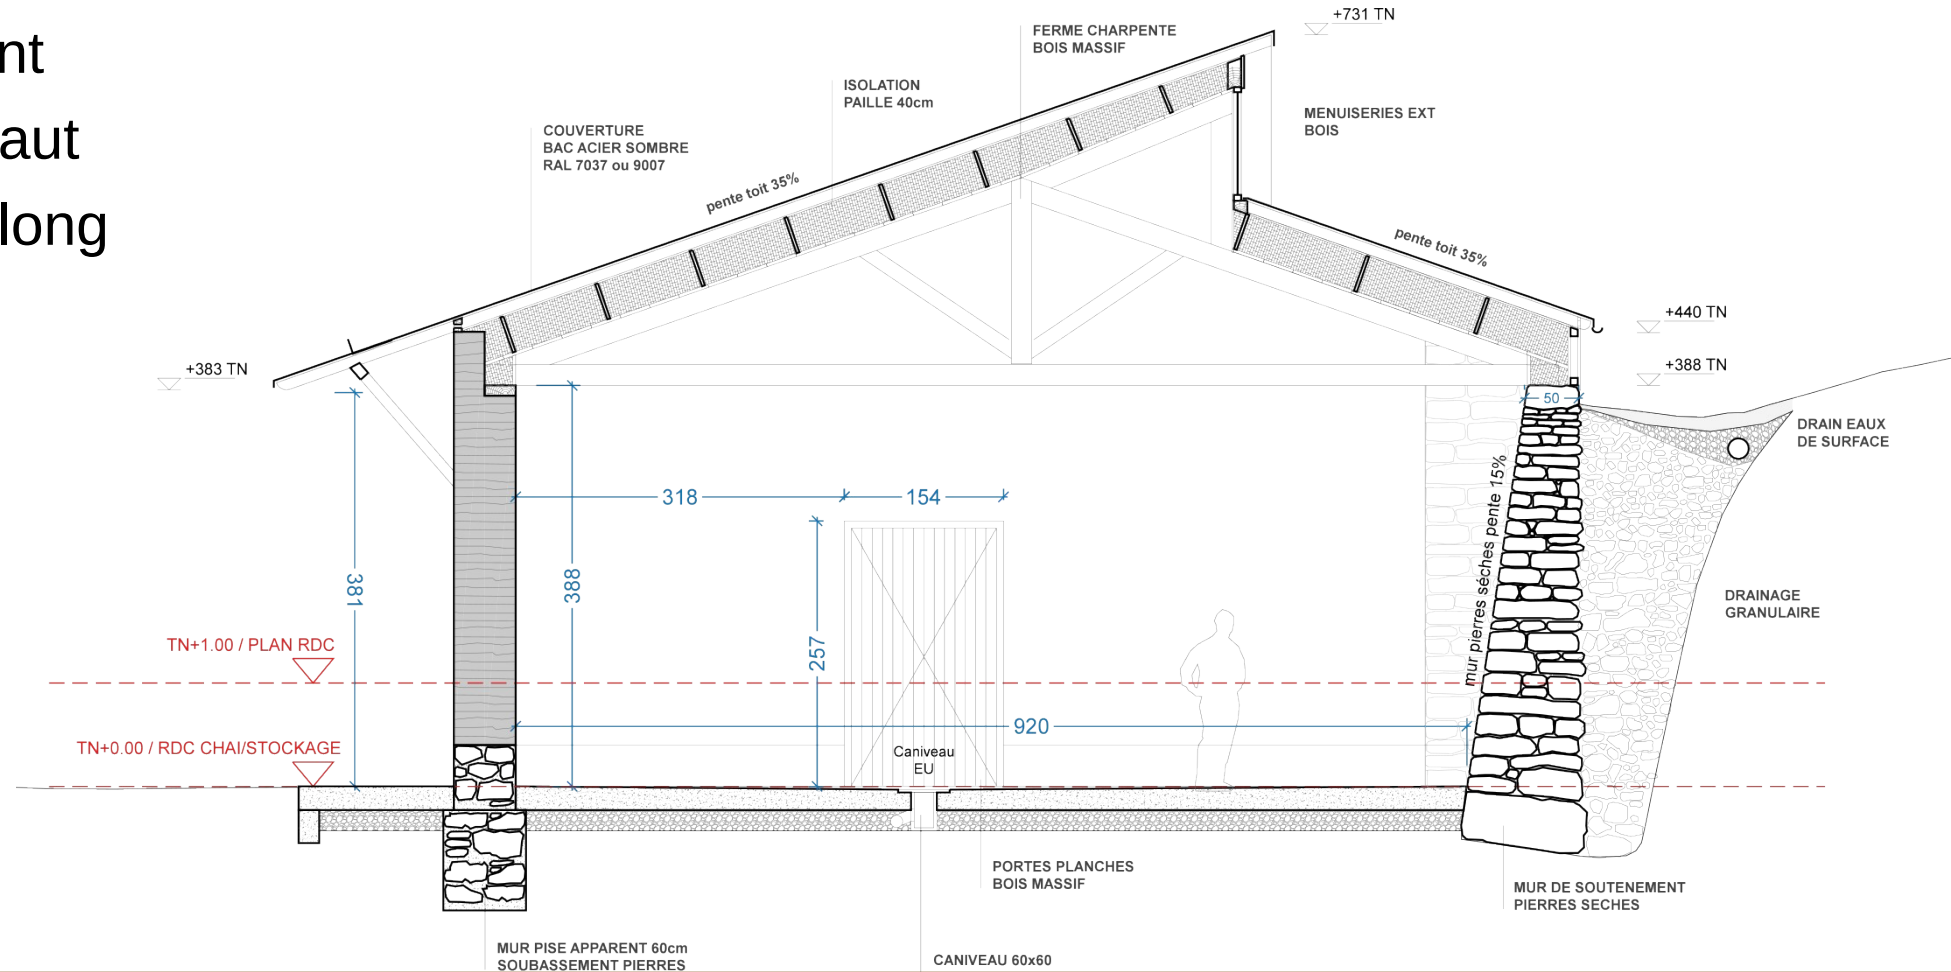 nt
aut
long
+731 TN
FERME CHARPENTE
BOIS MASSIF
ISOLATION
PAILLE 40cm
MENUISERIES EXT
BOIS
COUVERTURE
BAC ACIER SOMBRE
RAL 7037 ou 9007
pente toit 35%
pente toit 35%
+440 TN
+383 TN
+388 TN
50
DRAIN EAUX
DE SURFACE
mur pierres séches pente 15%
318
154
381
388
257
DRAINAGE
GRANULAIRE
TN+1.00 / PLAN RDC
920
TN+0.00 / RDC CHAI/STOCKAGE
Caniveau
EU
PORTES PLANCHES
BOIS MASSIF
MUR DE SOUTENEMENT
PIERRES SECHES
MUR PISE APPARENT 60cm
SOUBASSEMENT PIERRES
CANIVEAU 60x60